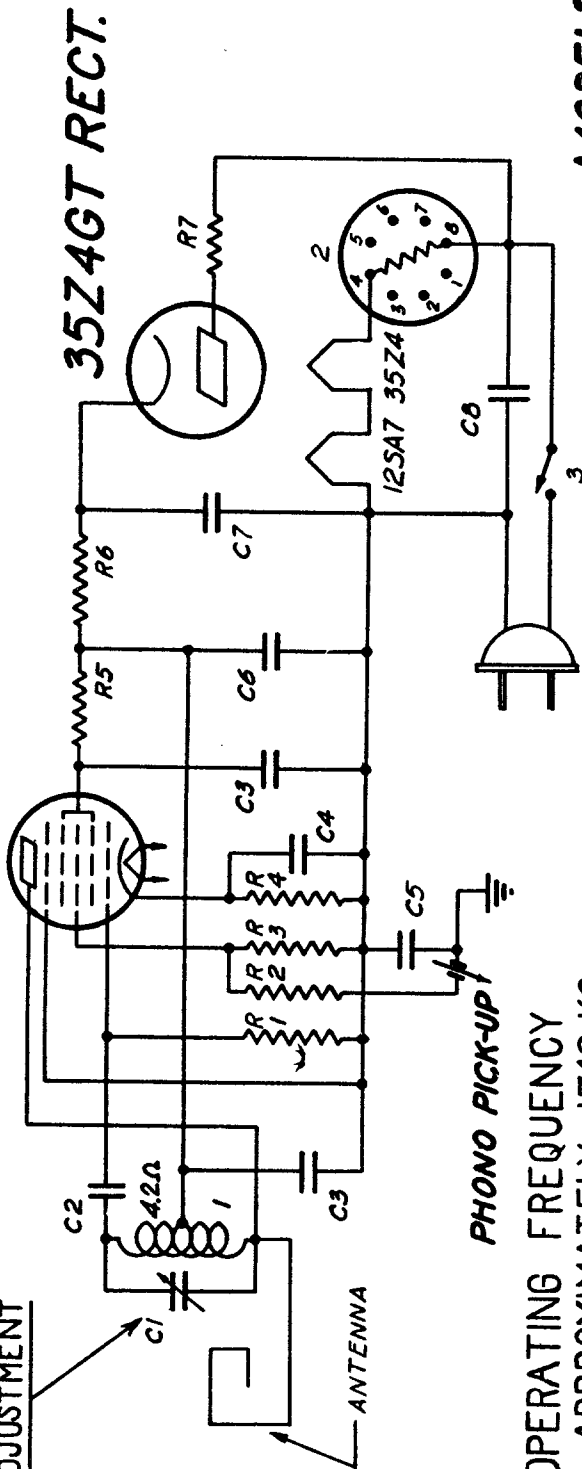 DJUSTMENT
35Z4GT RECT.
C1
C2
4.2Ω
1
R5
R6
R7
C3
C6
C7
R1
R2
R3
R4
C4
C3
C5
12SA7
35Z4
2
1
2
3
4
5
6
7
8
C8
3
ANTENNA
PHONO PICK-UP
OPERATING FREQUENCY